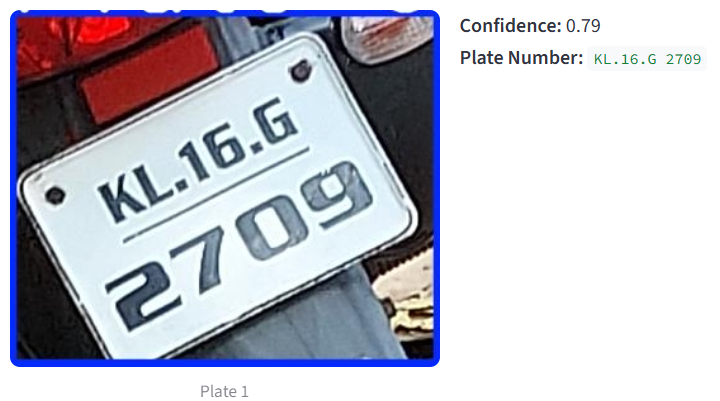 KL.16.G
2709
Plate 1
Confidence: 0.79
Plate Number: KL.16.G 2709